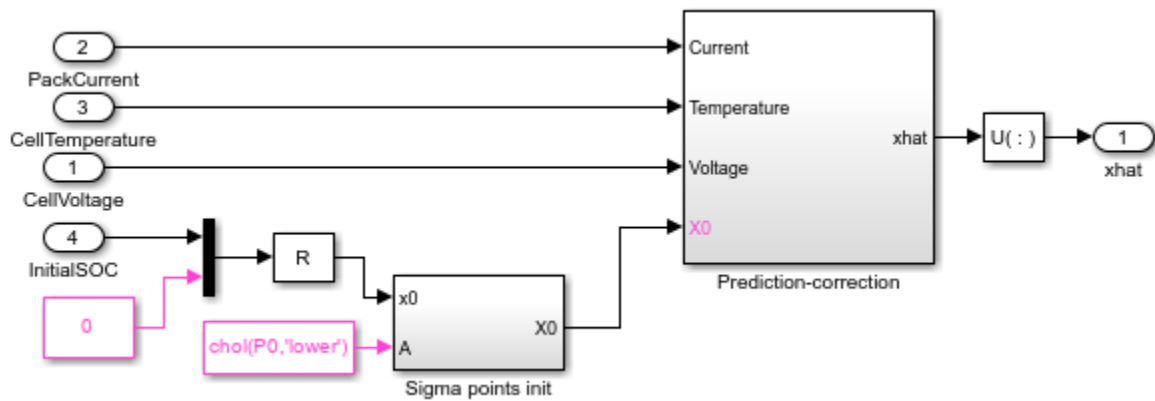 2
PackCurrent
3
CellTemperature
1
CellVoltage
4
InitialSOC
0
R
chol(P0,'lower')
x0
A
X0
Sigma points init
Current
Temperature
Voltage
X0
xhat
Prediction-correction
U( : )
1
xhat